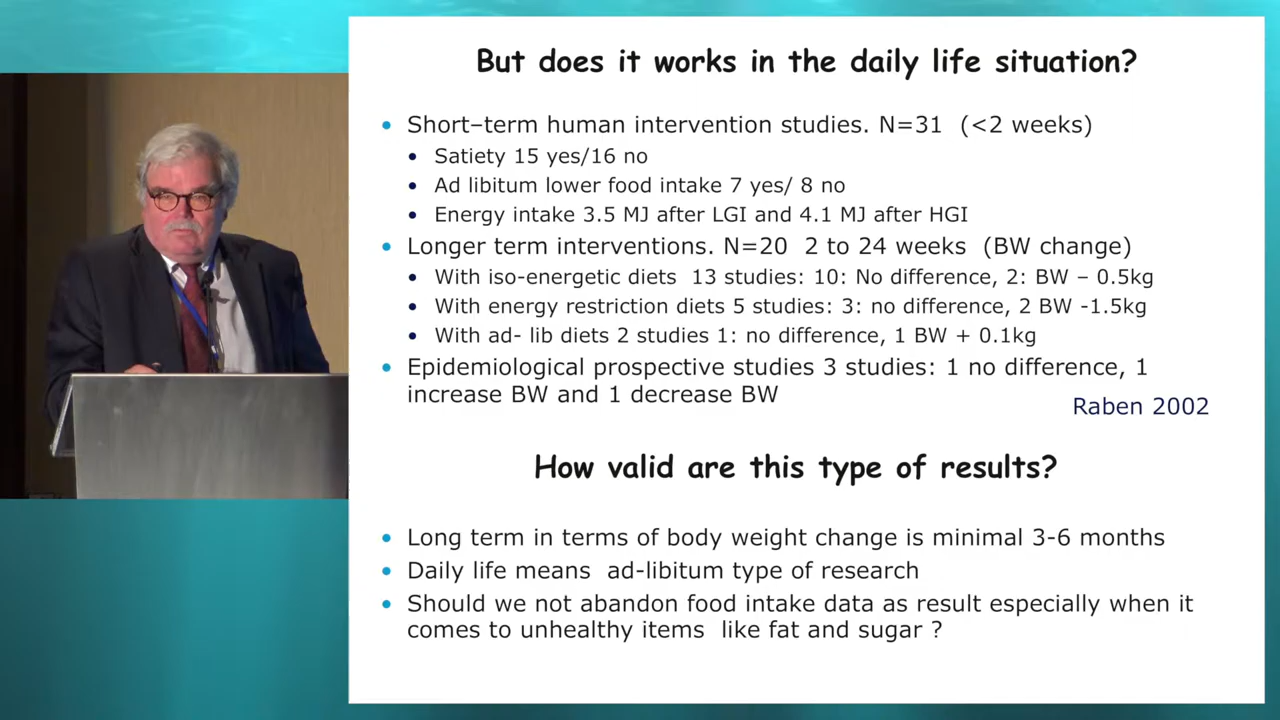 But does it works in the daily life situation?
Short–term human intervention studies. N=31 (<2 weeks)
Satiety 15 yes/16 no
Ad libitum lower food intake 7 yes/ 8 no
Energy intake 3.5 MJ after LGI and 4.1 MJ after HGI
Longer term interventions. N=20 2 to 24 weeks (BW change)
With iso-energetic diets 13 studies: 10: No difference, 2: BW – 0.5kg
With energy restriction diets 5 studies: 3: no difference, 2 BW -1.5kg
With ad- lib diets 2 studies 1: no difference, 1 BW + 0.1kg
Epidemiological prospective studies 3 studies: 1 no difference, 1
increase BW and 1 decrease BW
Raben 2002
How valid are this type of results?
Long term in terms of body weight change is minimal 3-6 months
Daily life means ad-libitum type of research
Should we not abandon food intake data as result especially when it
comes to unhealthy items like fat and sugar ?